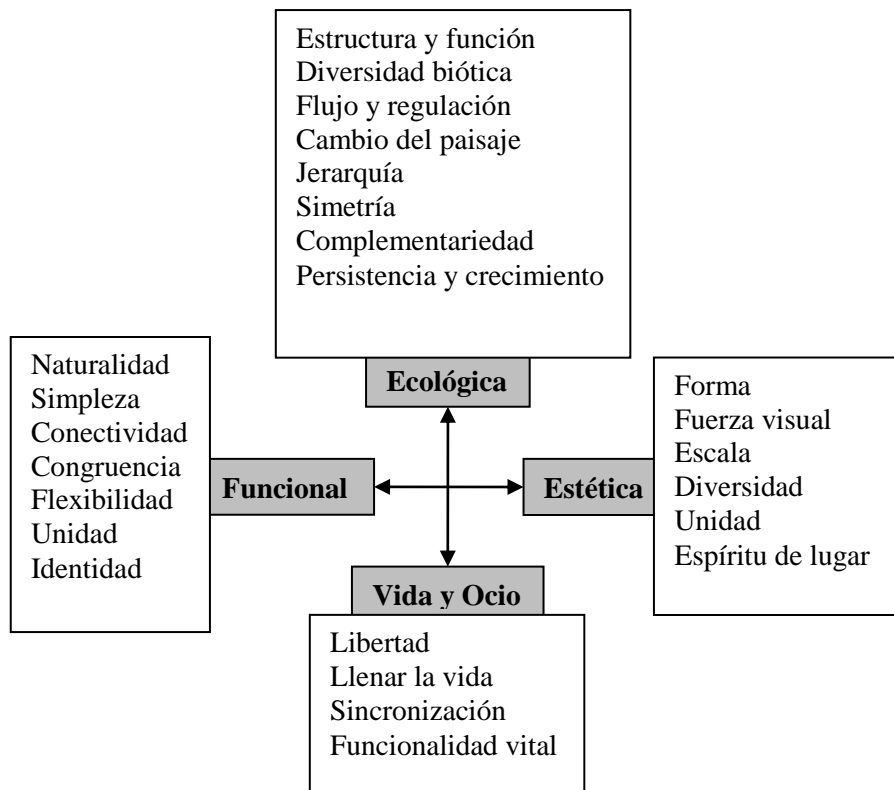 Estructura y función
Diversidad biótica
Flujo y regulación
Cambio del paisaje
Jerarquía
Simetría
Complementariedad
Persistencia y crecimiento
Ecológica
Naturalidad
Simpleza
Conectividad
Congruencia
Flexibilidad
Unidad
Identidad
Funcional
Estética
Forma
Fuerza visual
Escala
Diversidad
Unidad
Espíritu de lugar
Vida y Ocio
Libertad
Llenar la vida
Sincronización
Funcionalidad vital